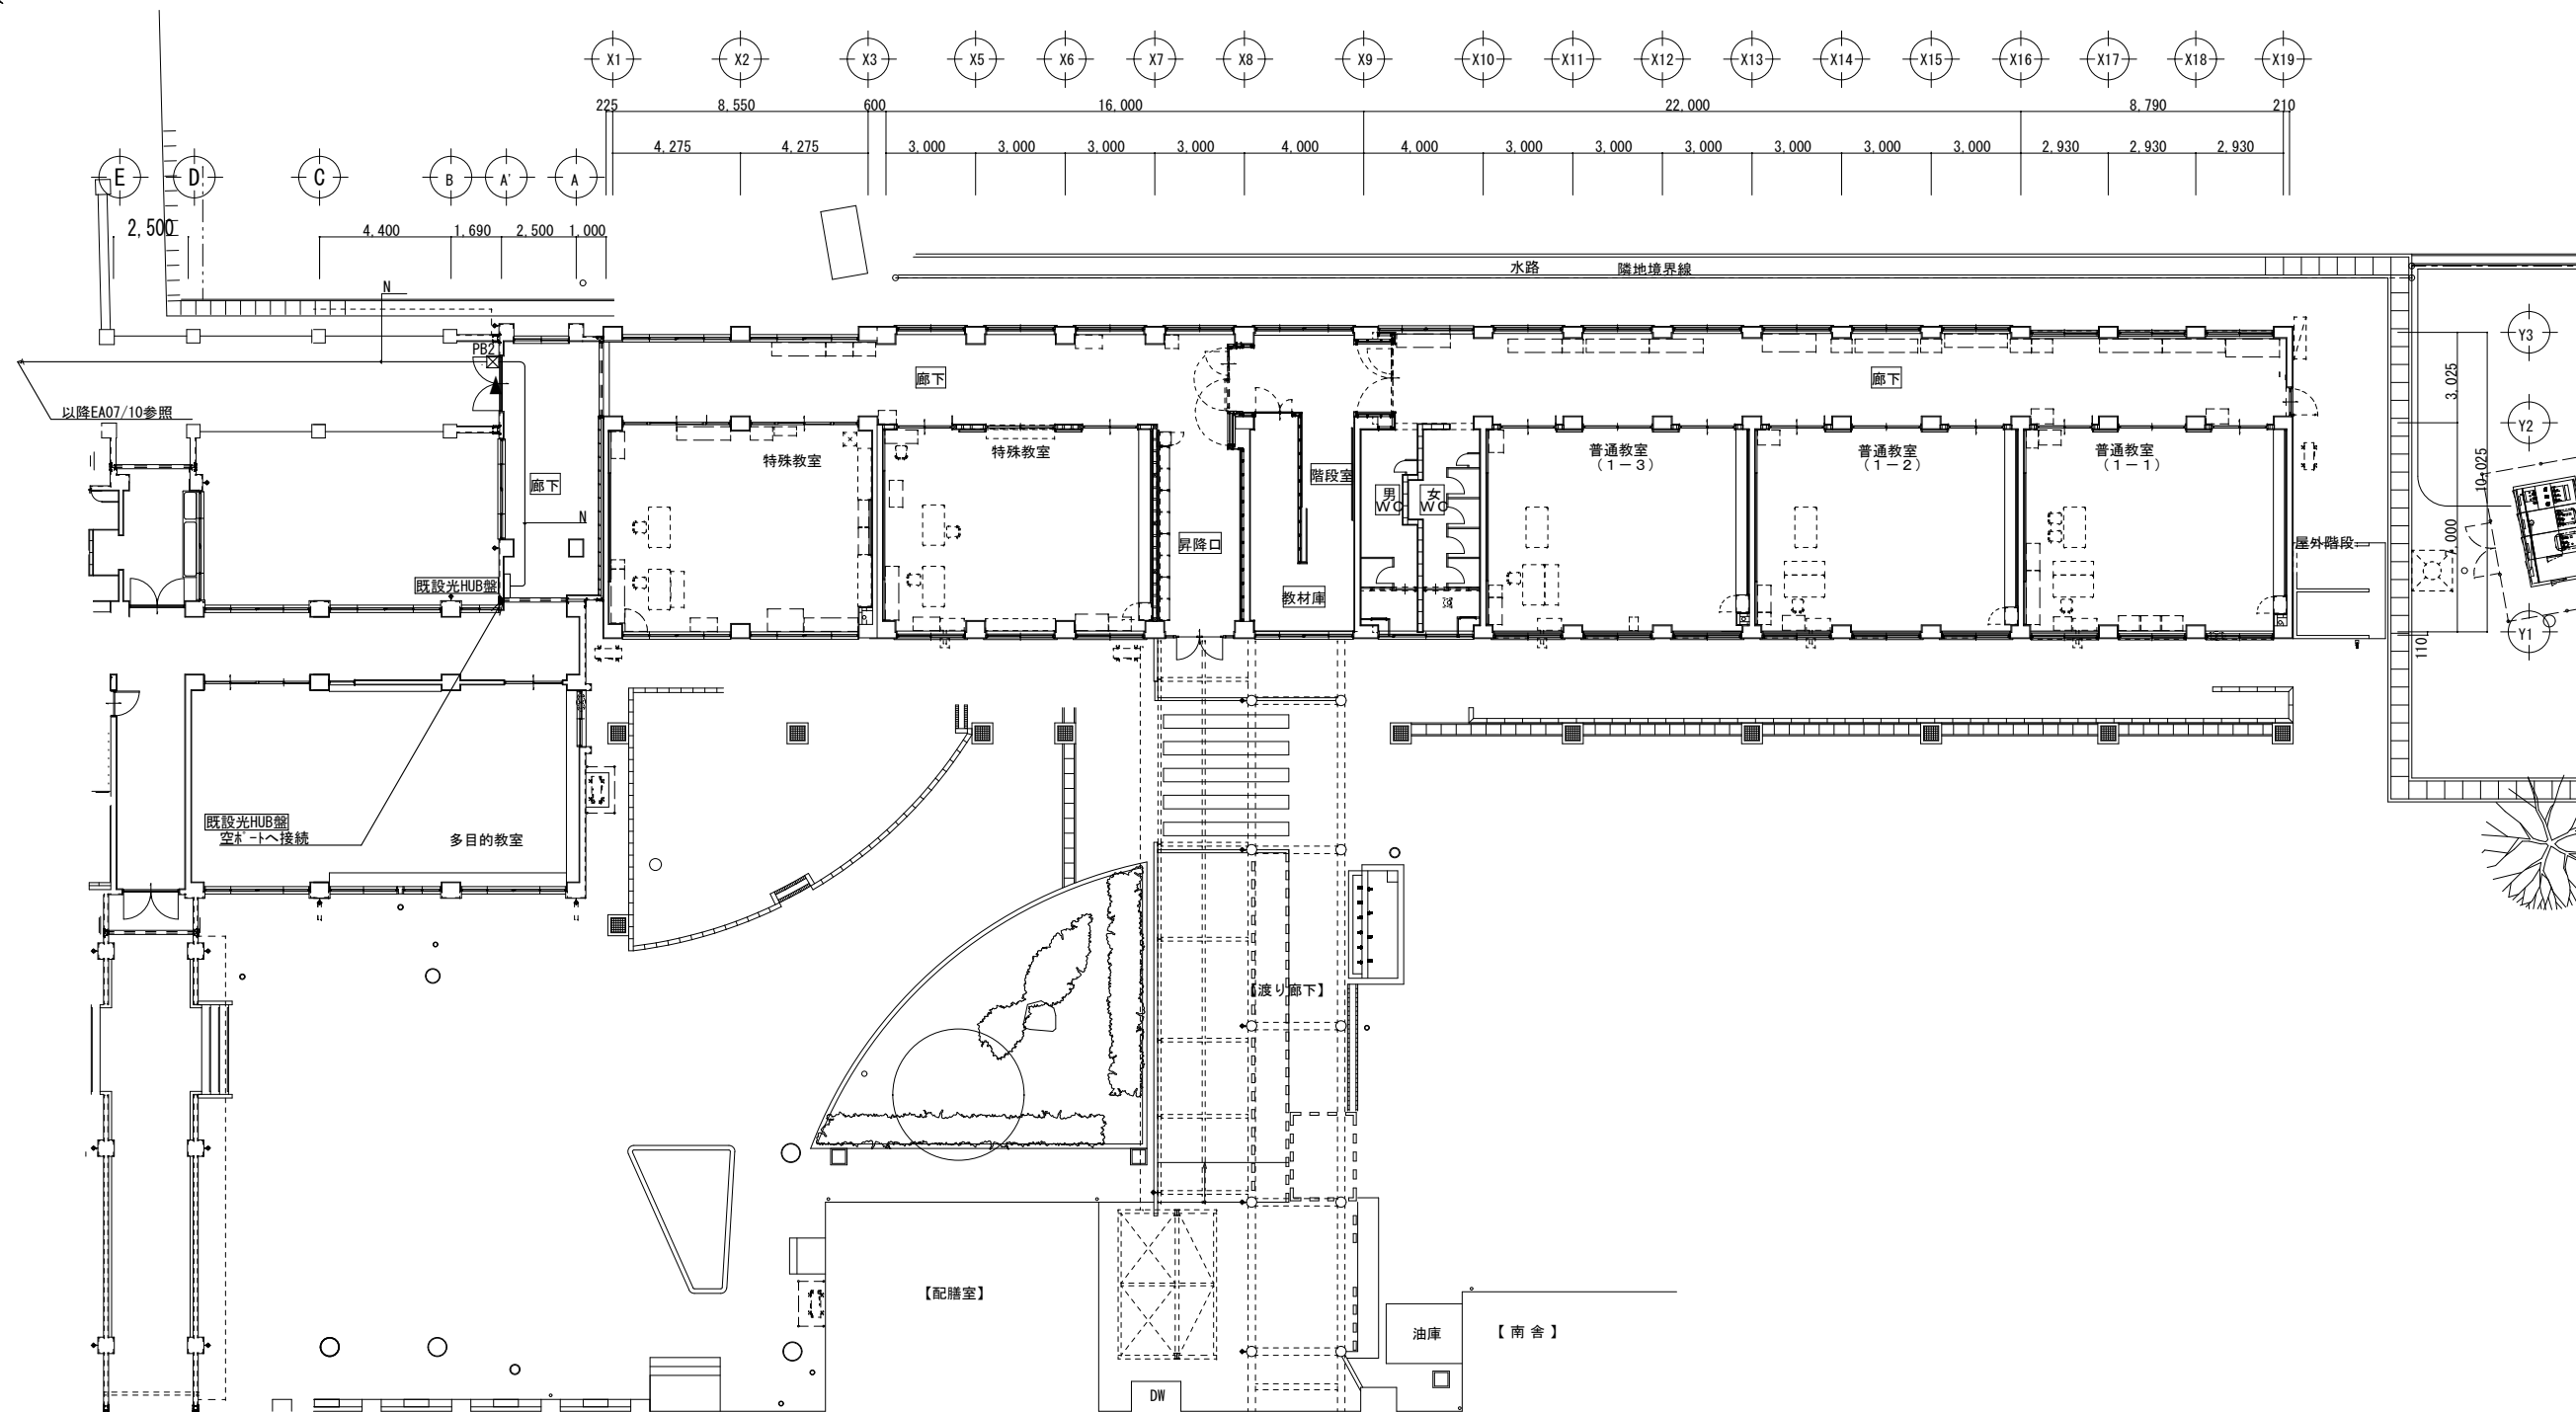 X1 X2 X3 X5 X6 X7 X8 X9 X10 X11 X12 X13 X14 X15 X16 X17 X18 X19
225 8,550 600 16,000 22,000 8,790 210
4,275 4,275 3,000 3,000 3,000 3,000 4,000 4,000 3,000 3,000 3,000 3,000 3,000 3,000 2,930 2,930 2,930
E D C B A' A
2,500
4,400 1,690 2,500 1,000
水路 隣地境界線
N
Y3
PB2
廊下 廊下
3,025
以降EA07/10参照
Y2
特殊教室 特殊教室
普通教室
(1-3)
普通教室
(1-2)
普通教室
(1-1)
廊下
階段室
10,025
男
WC
女
WC
N
昇降口
屋外階段
既設光HUB盤
教材庫
Y1
110
既設光HUB盤
空ポートへ接続
多目的教室
【渡り廊下】
【配膳室】
油庫
【南舎】
DW